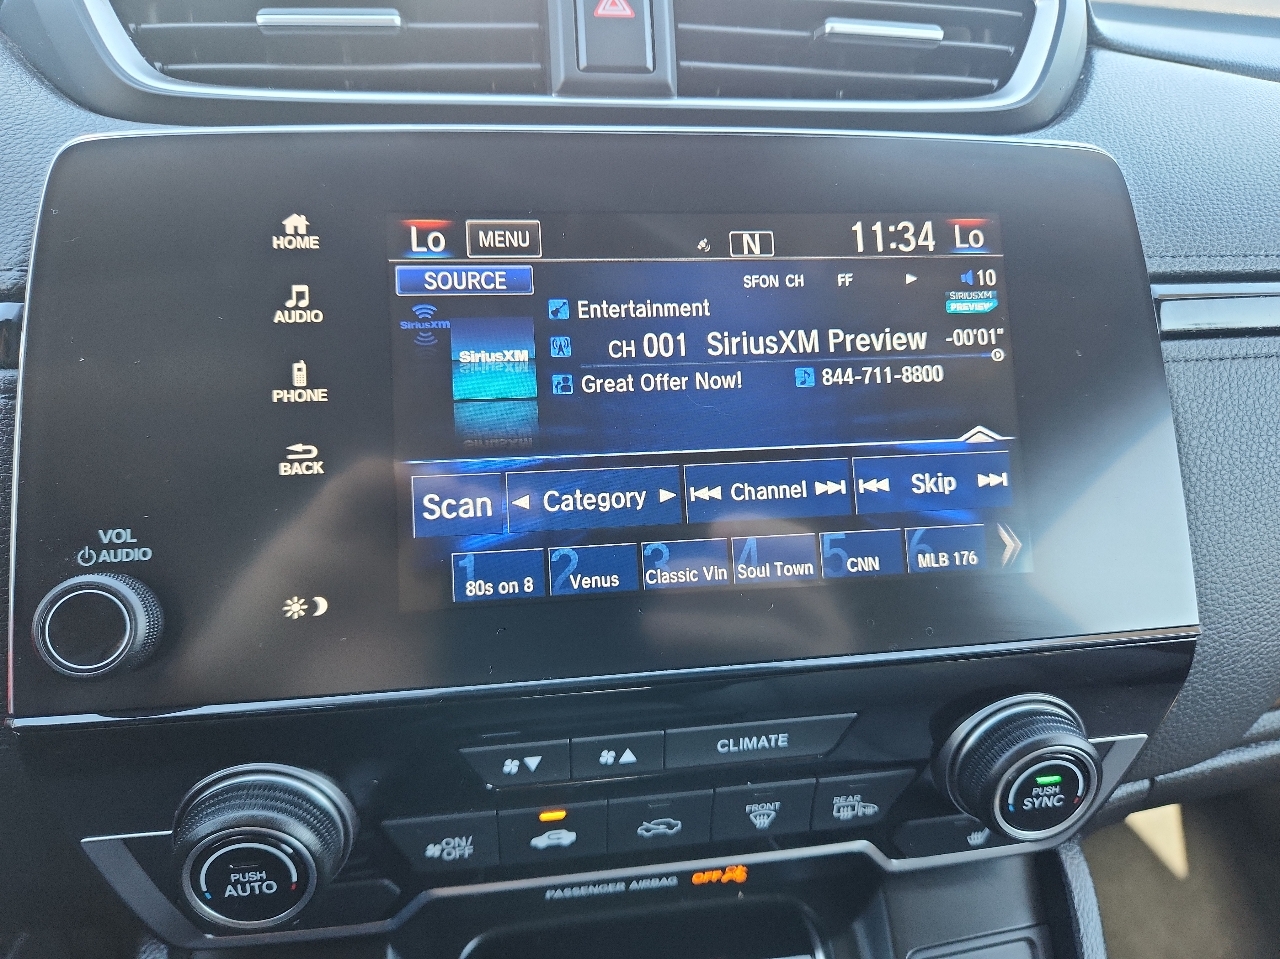 HOME
AUDIO
PHONE
BACK
VOL
AUDIO
Lo MENU N 11:34 Lo
SOURCE SFON CH FF 10
SiriusXM
SiriusXM
Entertainment
SIRIUSXM
PREVIEW
CH 001 SiriusXM Preview -00'01"
Great Offer Now! 844-711-8800
Scan Category Channel Skip
1 80s on 8
2 Venus
3 Classic Vin
4 Soul Town
5 CNN
6 MLB 176
CLIMATE
ON/
OFF
FRONT
REAR
PUSH
AUTO
PUSH
SYNC
PASSENGER AIRBAG OFF